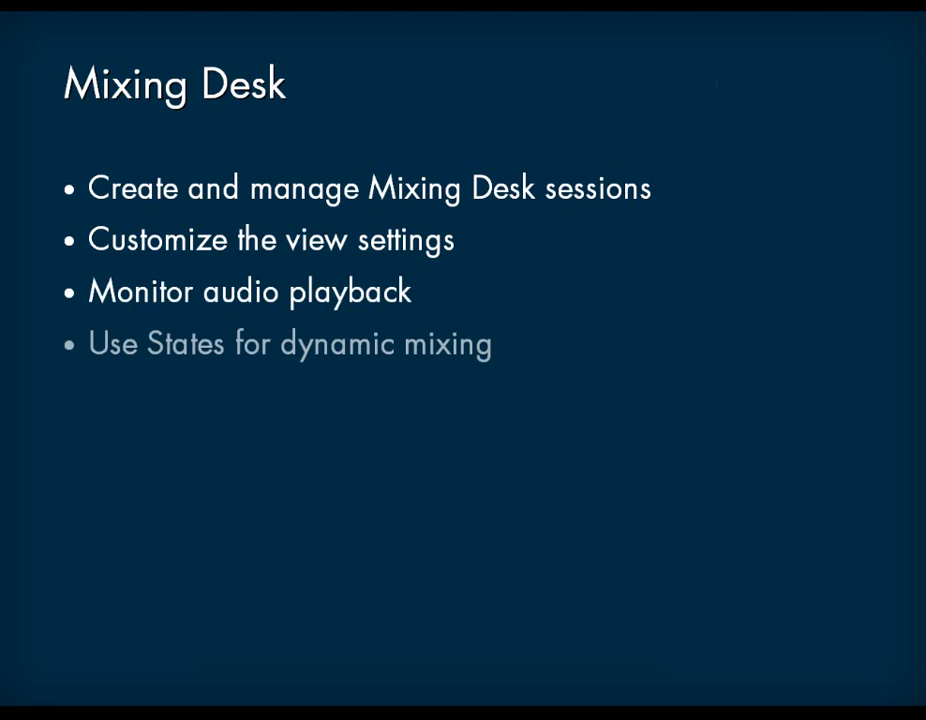 Mixing Desk
• Create and manage Mixing Desk sessions
• Customize the view settings
• Monitor audio playback
• Use States for dynamic mixing